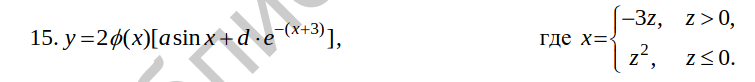 15. y=2ϕ(x)[a sin x+d⋅e^{−(x+3)}], где x={−3z, z>0,
z², z≤0.